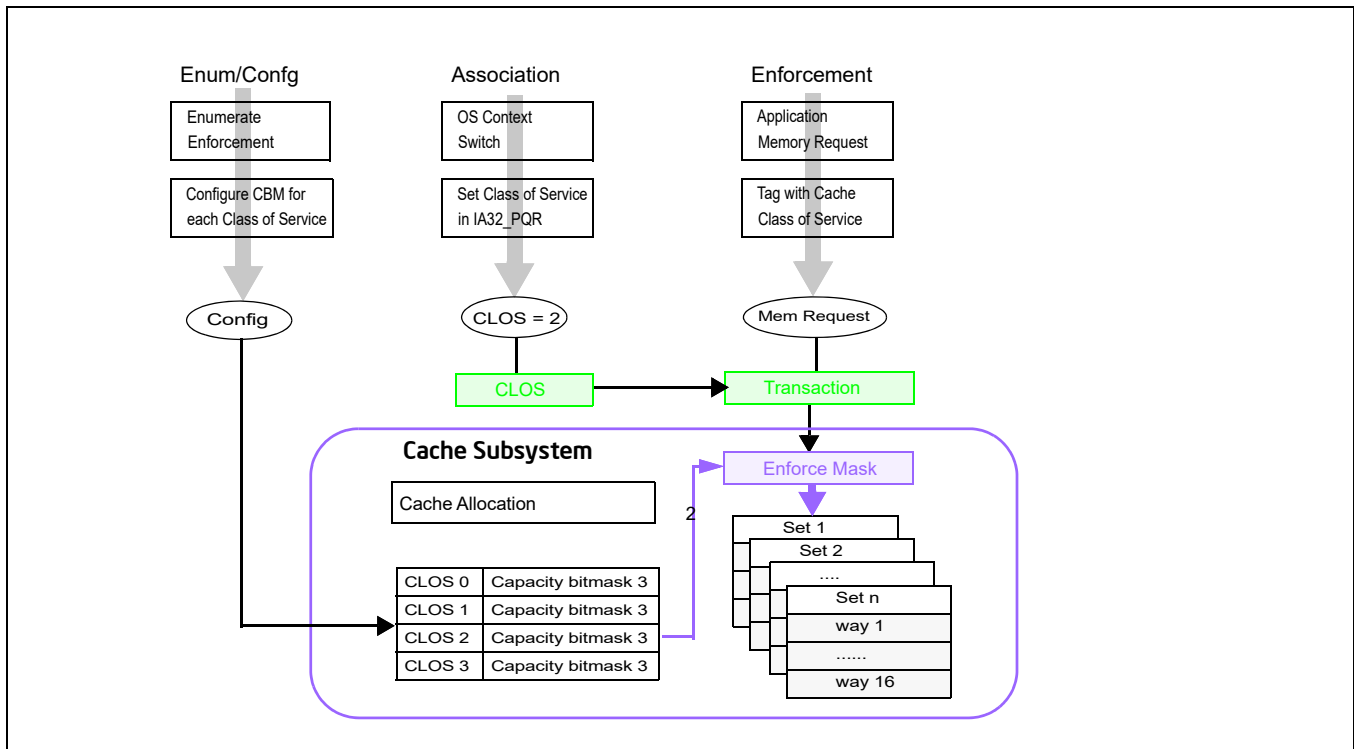 Enum/Confg
Association
Enforcement
Enumerate
Enforcement
OS Context
Switch
Application
Memory Request
Configure CBM for
each Class of Service
Set Class of Service
in IA32_PQR
Tag with Cache
Class of Service
Config
CLOS = 2
Mem Request
CLOS
Transaction
Cache Subsystem
Enforce Mask
Cache Allocation
2
Set 1
Set 2
....
Set n
way 1
......
way 16
CLOS 0 Capacity bitmask 3
CLOS 1 Capacity bitmask 3
CLOS 2 Capacity bitmask 3
CLOS 3 Capacity bitmask 3